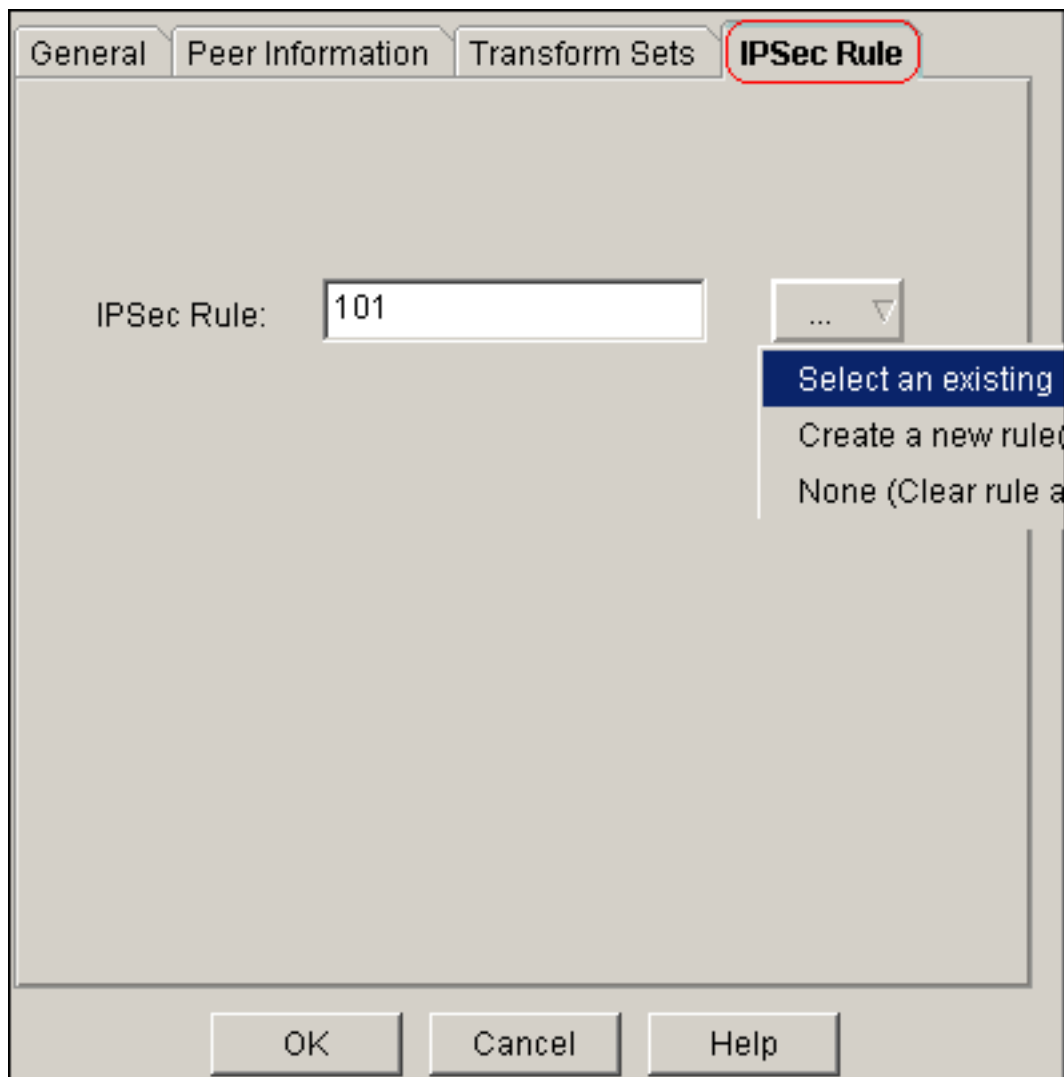 General Peer Information Transform Sets IPSec Rule
IPSec Rule: 101 ...
Select an existing
Create a new rule(
None (Clear rule a
OK Cancel Help